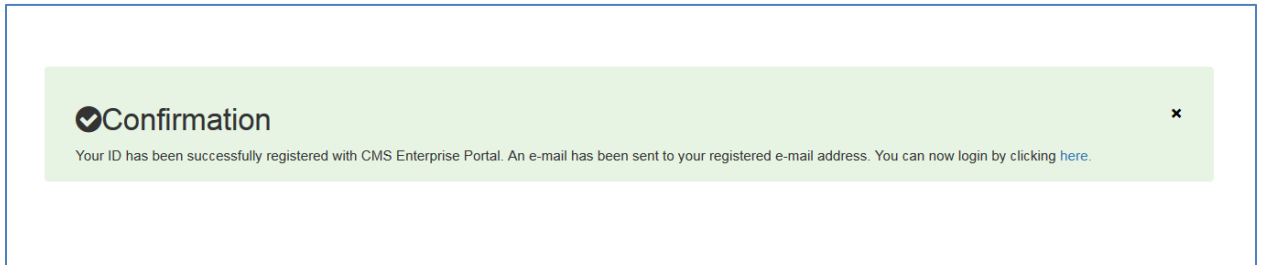 Confirmation
Your ID has been successfully registered with CMS Enterprise Portal. An e-mail has been sent to your registered e-mail address. You can now login by clicking here.